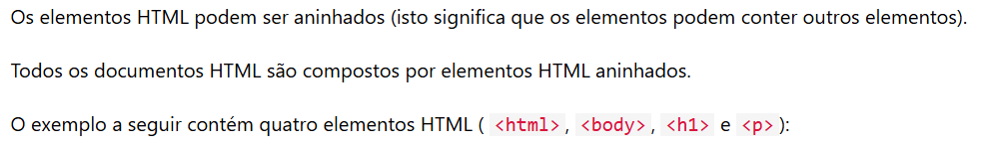 Os elementos HTML podem ser aninhados (isto significa que os elementos podem conter outros elementos).
Todos os documentos HTML são compostos por elementos HTML aninhados.
O exemplo a seguir contém quatro elementos HTML ( <html>, <body>, <h1> e <p>):